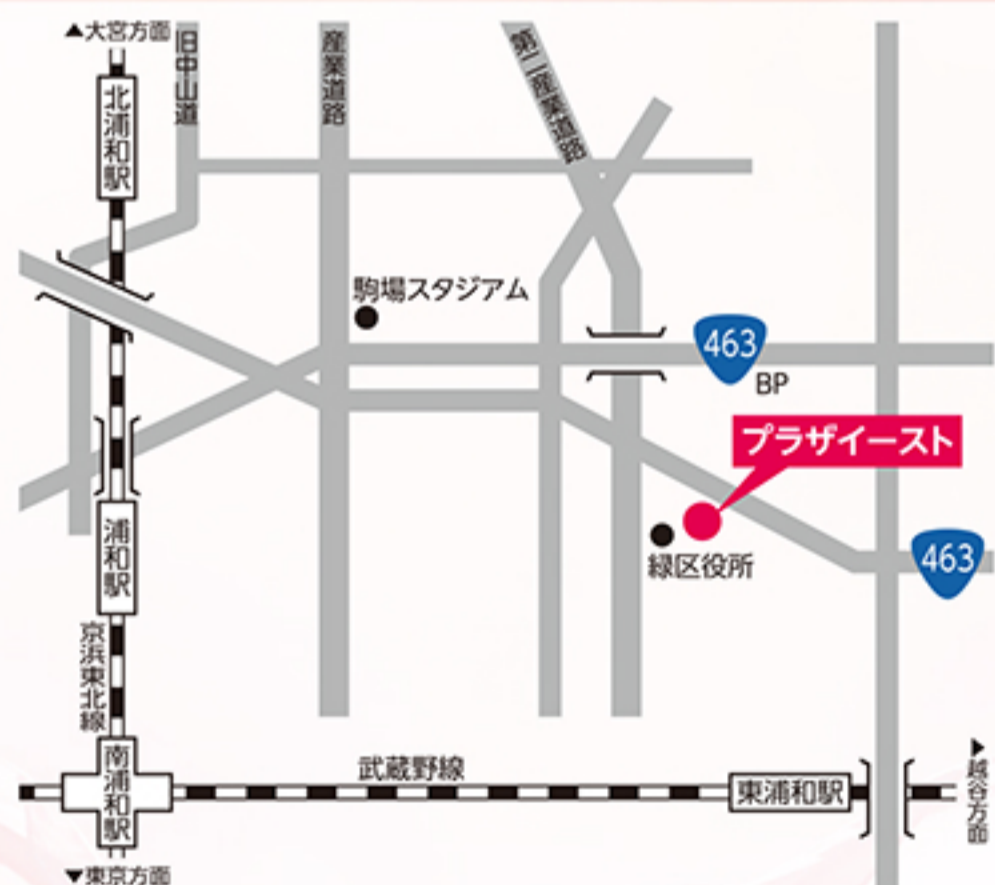 ▲大宮方面
旧中山道
産業道路
第二産業道路
北浦和駅
駒場スタジアム
463
BP
プラザイースト
緑区役所
463
浦和駅
京浜東北線
南浦和駅
武蔵野線
東浦和駅
▶越谷方面
▼東京方面